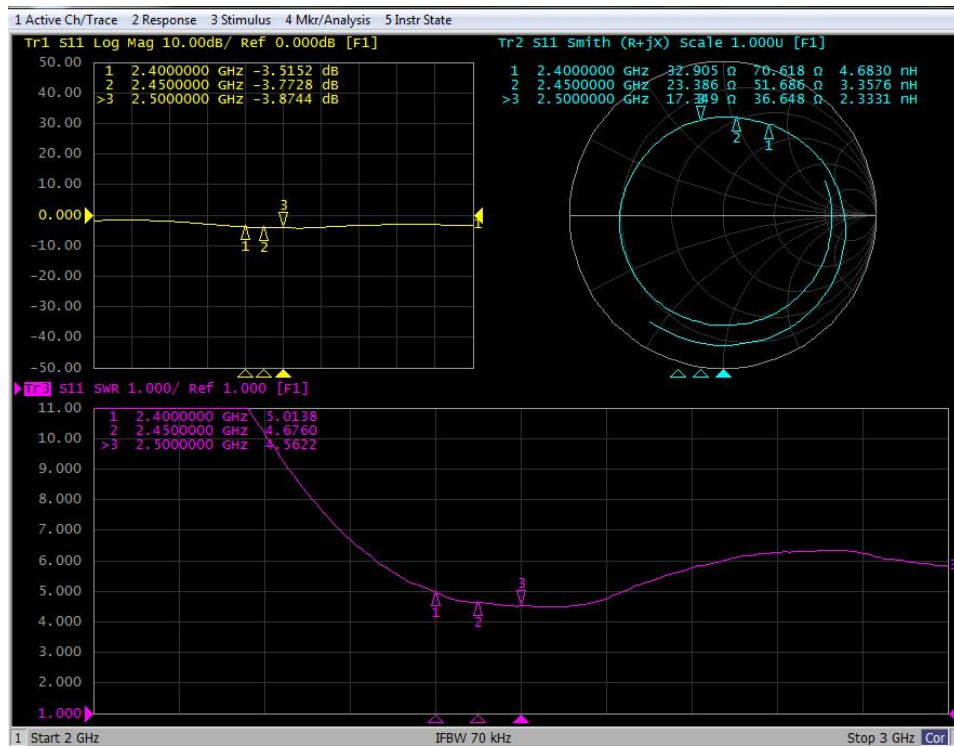 1 Active Ch/Trace 2 Response 3 Stimulus 4 Mkr/Analysis 5 Instr State
Tr1 S11 Log Mag 10.00dB/ Ref 0.000dB [F1]
50.00
1 2.4000000 GHz -3.5152 dB
2 2.4500000 GHz -3.7728 dB
>3 2.5000000 GHz -3.8744 dB
40.00
30.00
20.00
10.00
0.000
-10.00
-20.00
-30.00
-40.00
-50.00
3
1
2
1
Tr2 S11 Smith (R+jX) Scale 1.000U [F1]
1 2.4000000 GHz 32.905 Ω 70.618 Ω 4.6830 nH
2 2.4500000 GHz 23.386 Ω 51.686 Ω 3.3576 nH
>3 2.5000000 GHz 17.349 Ω 36.648 Ω 2.3331 nH
3
2
1
Tr3 S11 SWR 1.000/ Ref 1.000 [F1]
11.00
1 2.4000000 GHz 5.0138
2 2.4500000 GHz 4.6760
>3 2.5000000 GHz 4.5622
10.00
9.000
8.000
7.000
6.000
5.000
4.000
3.000
2.000
1.000
3
1
2
3
1 Start 2 GHz IFBW 70 kHz Stop 3 GHz Cor